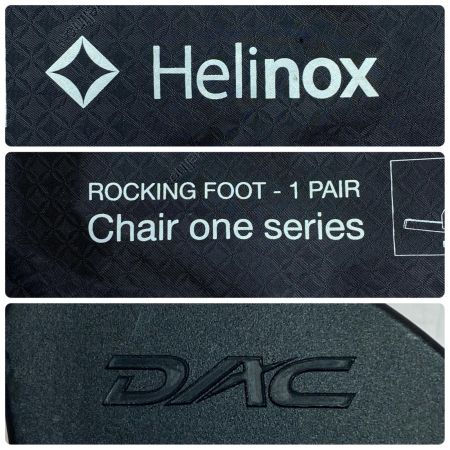 Helinox
ROCKING FOOT - 1 PAIR
Chair one series
DAC